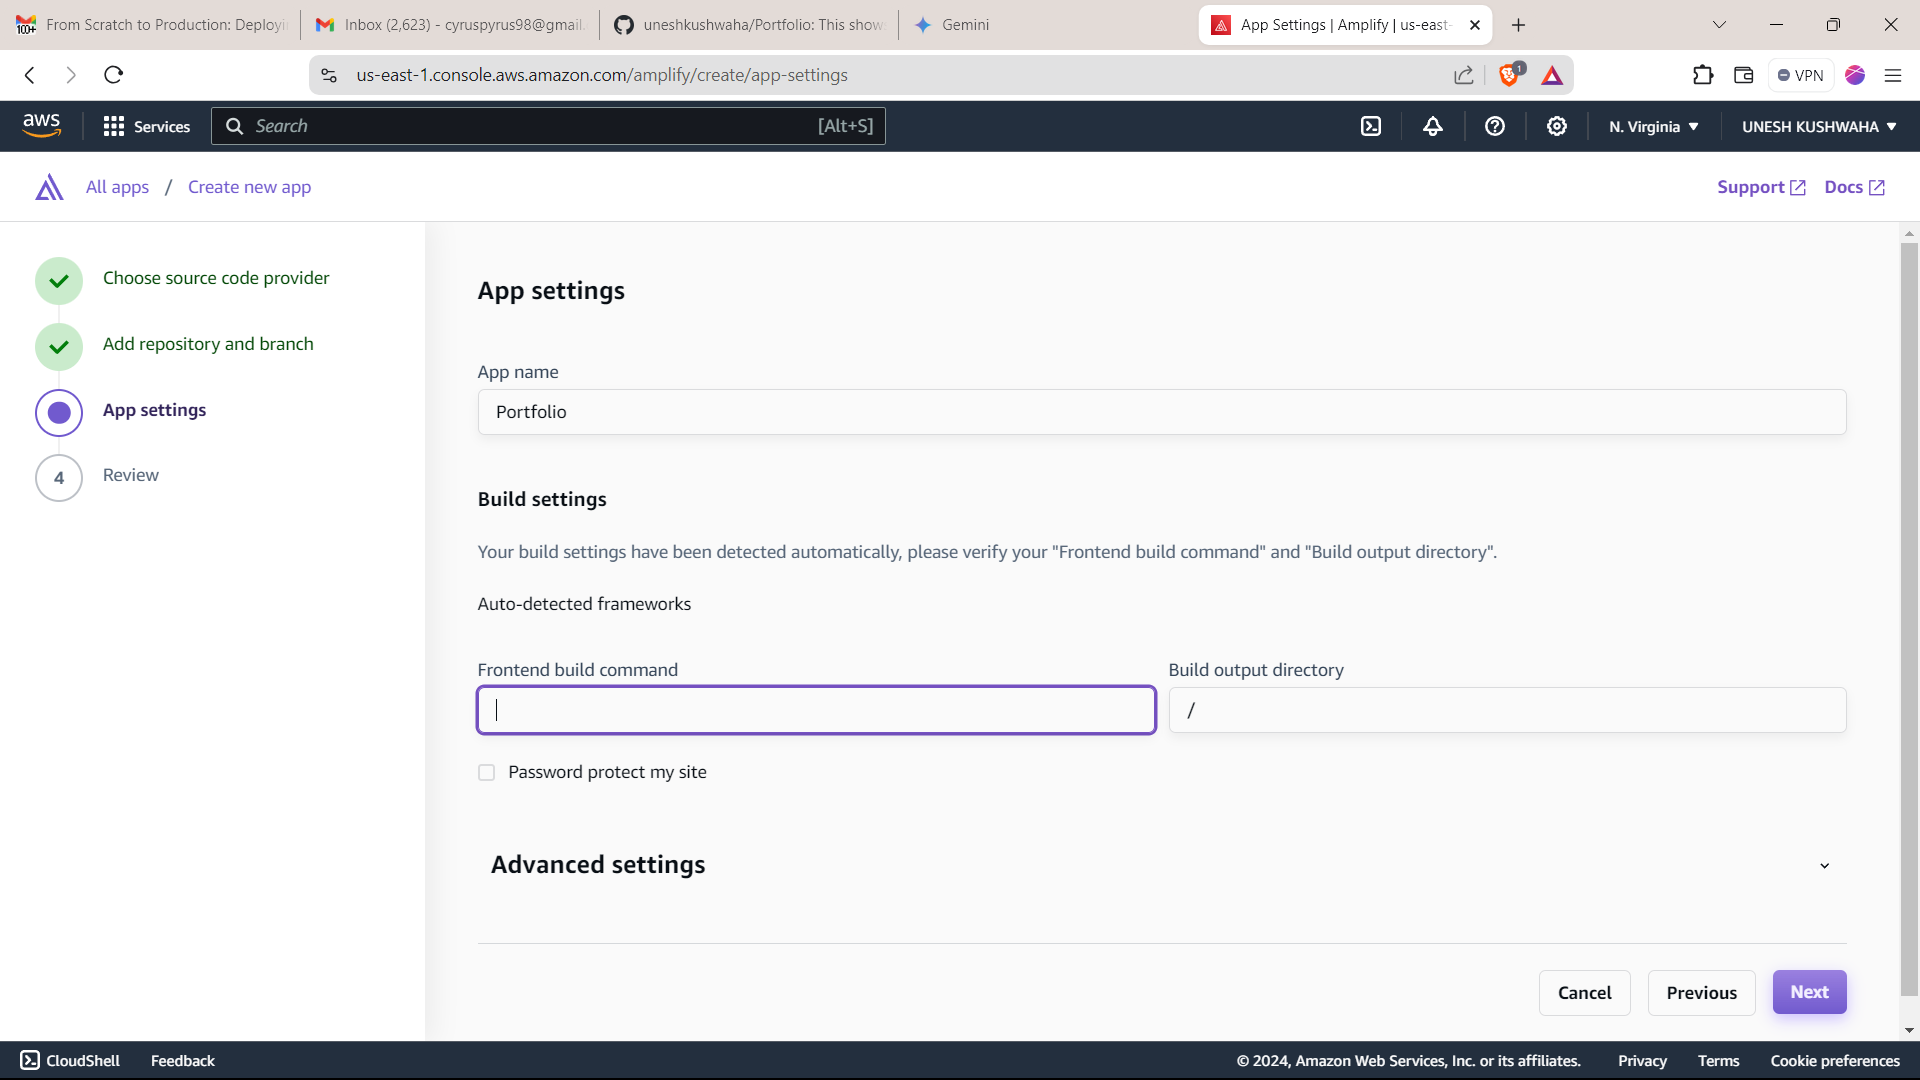 100+
From Scratch to Production: Deployi
Inbox (2,623) - cyruspyrus98@gmail.
uneshkushwaha/Portfolio: This show
Gemini
App Settings | Amplify | us-east-
us-east-1.console.aws.amazon.com/amplify/create/app-settings
1
VPN
aws
Services
Search
[Alt+S]
N. Virginia
UNESH KUSHWAHA
All apps / Create new app
Support
Docs
Choose source code provider
Add repository and branch
App settings
4
Review
App settings
App name
Portfolio
Build settings
Your build settings have been detected automatically, please verify your "Frontend build command" and "Build output directory".
Auto-detected frameworks
Frontend build command
Build output directory
/
Password protect my site
Advanced settings
Cancel
Previous
Next
CloudShell
Feedback
© 2024, Amazon Web Services, Inc. or its affiliates.
Privacy
Terms
Cookie preferences